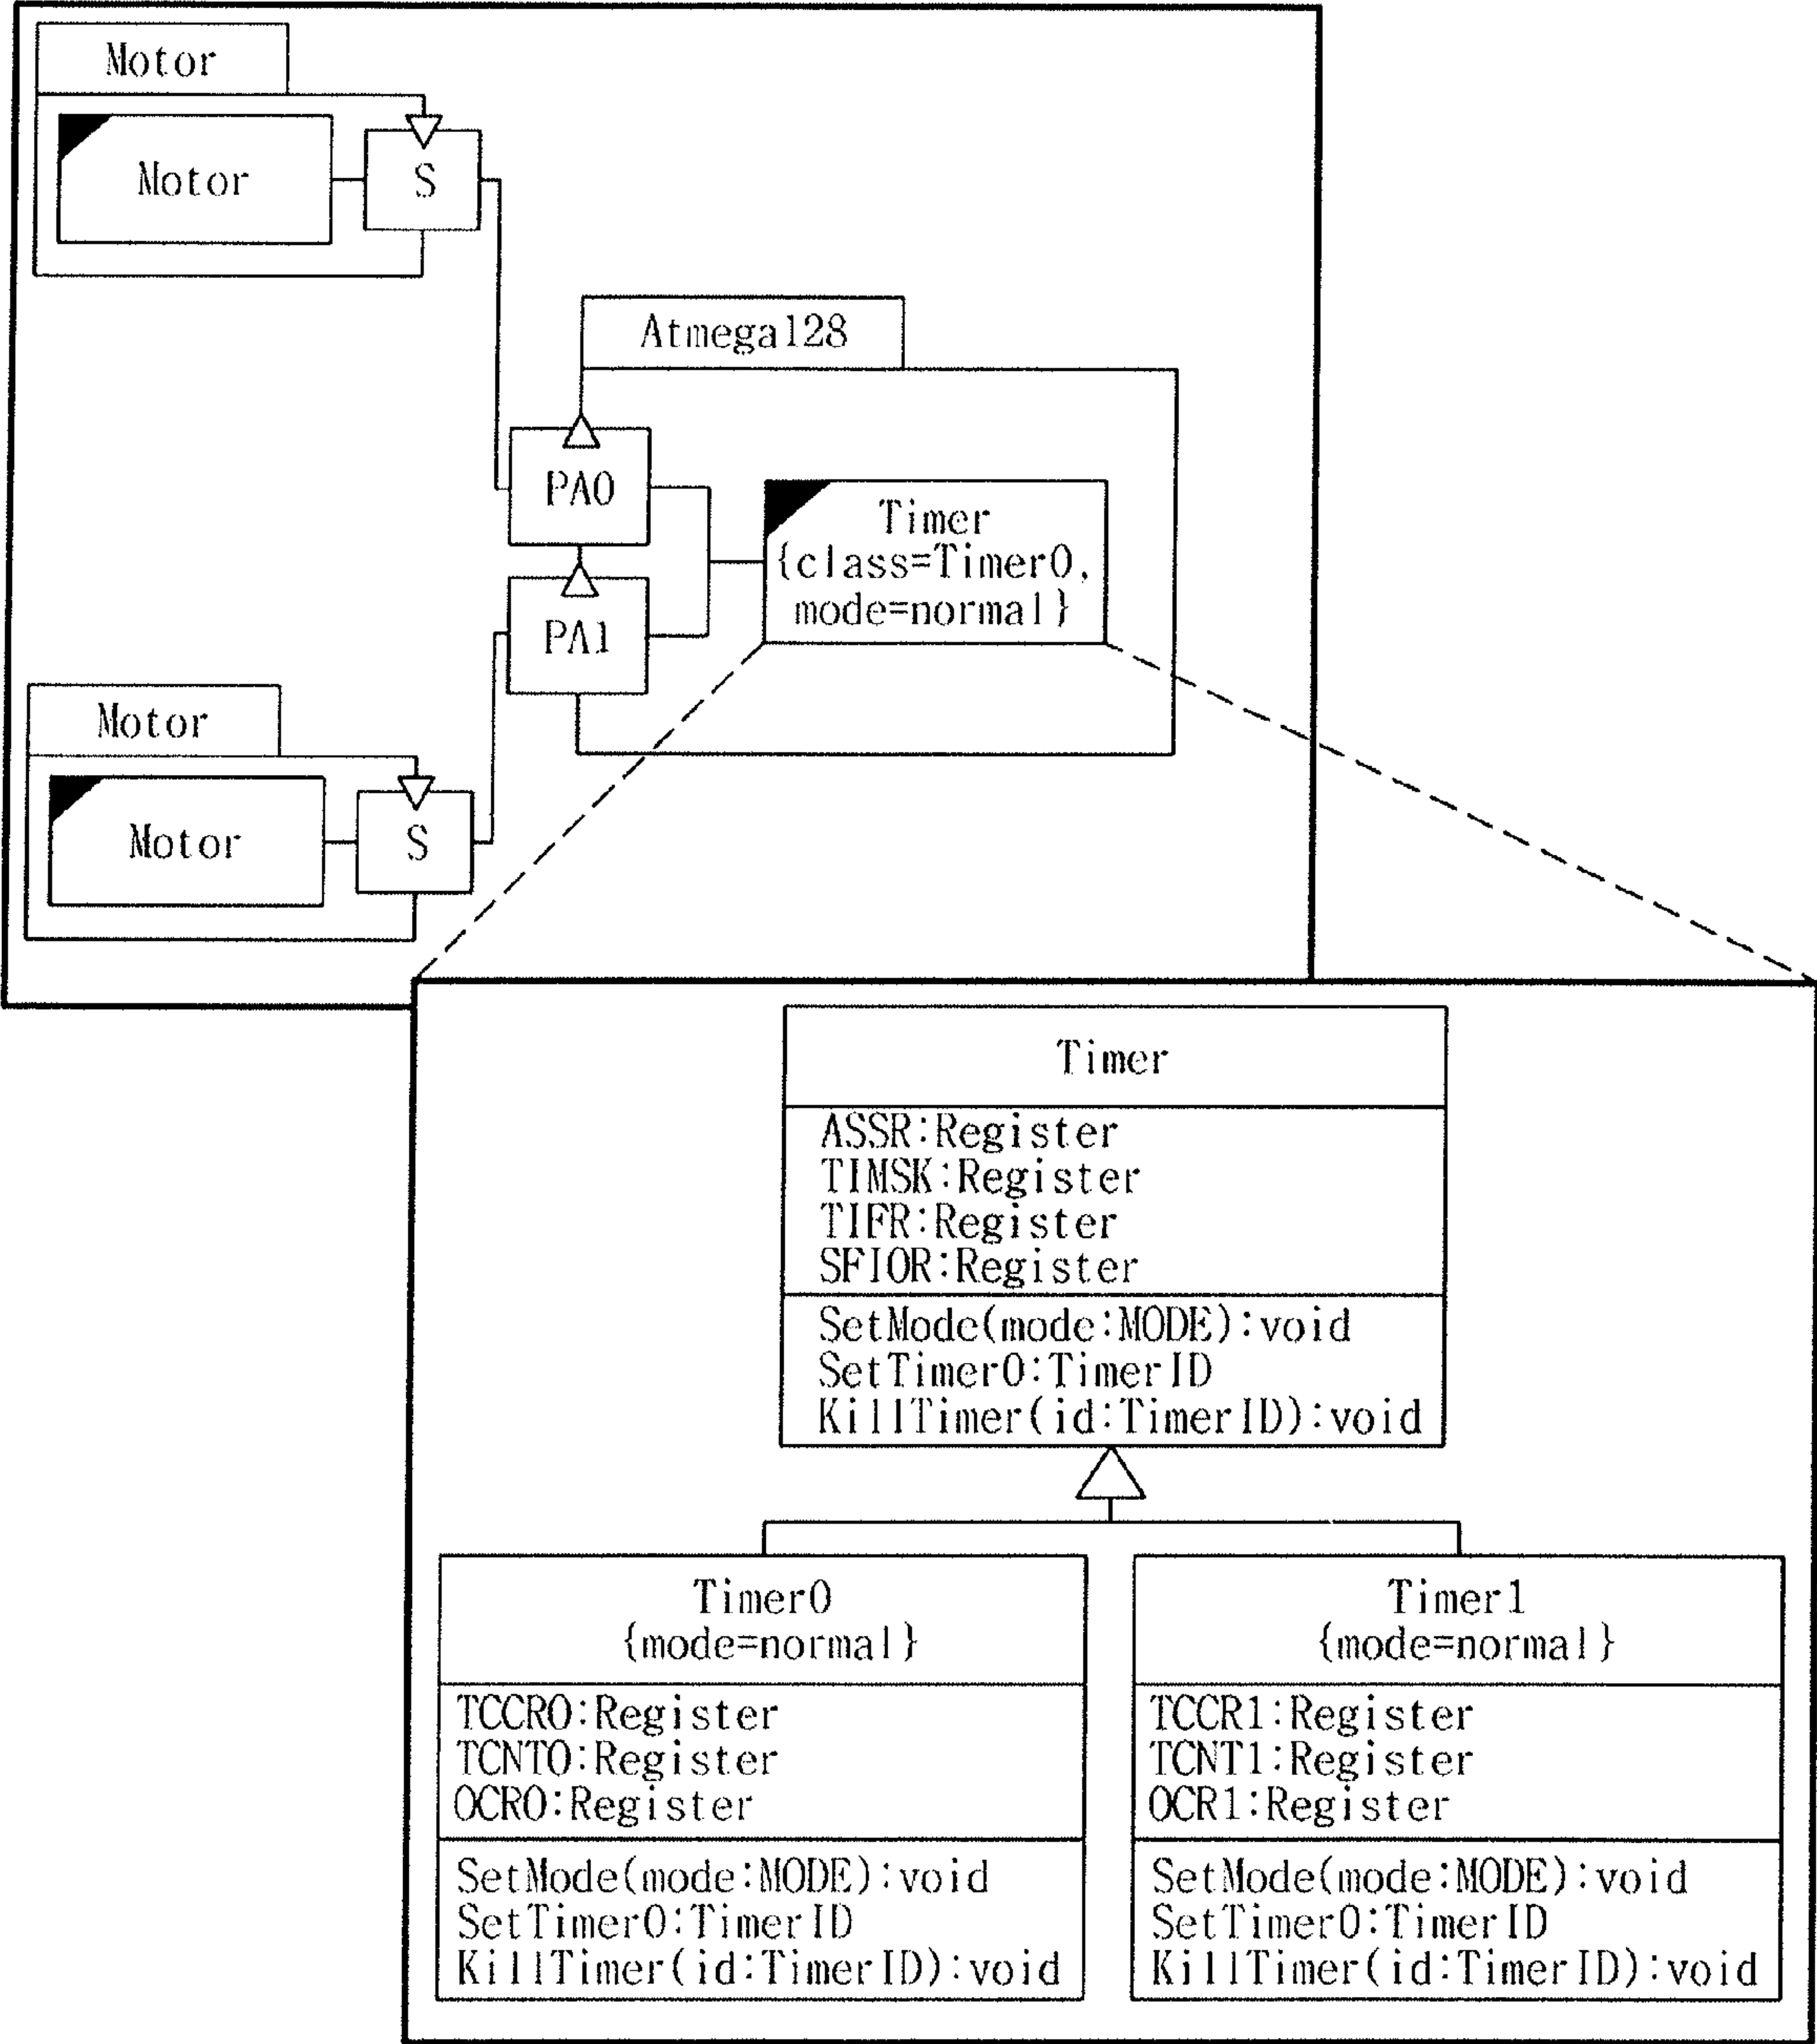 Motor
Motor
S
Atmega128
PA0
Timer
{class=Timer0,
mode=normal}
PA1
Motor
Motor
S
Timer
ASSR:Register
TIMSK:Register
TIFR:Register
SFIOR:Register
SetMode(mode:MODE):void
SetTimer0:TimerID
KillTimer(id:TimerID):void
Timer0
{mode=normal}
TCCR0:Register
TCNT0:Register
OCR0:Register
SetMode(mode:MODE):void
SetTimer0:TimerID
KillTimer(id:TimerID):void
Timer1
{mode=normal}
TCCR1:Register
TCNT1:Register
OCR1:Register
SetMode(mode:MODE):void
SetTimer0:TimerID
KillTimer(id:TimerID):void